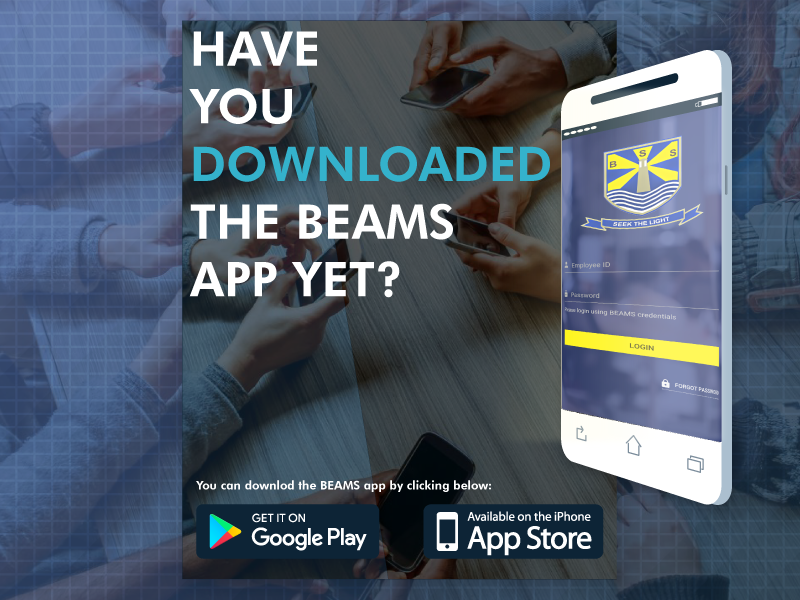 HAVE
YOU
DOWNLOADED
THE BEAMS
APP YET?
B S S
SEEK THE LIGHT
Employee ID
Password
login using BEAMS credentials
LOGIN
FORGOT
You can downlod the BEAMS app by clicking below:
GET IT ON
Google Play
Available on the iPhone
App Store